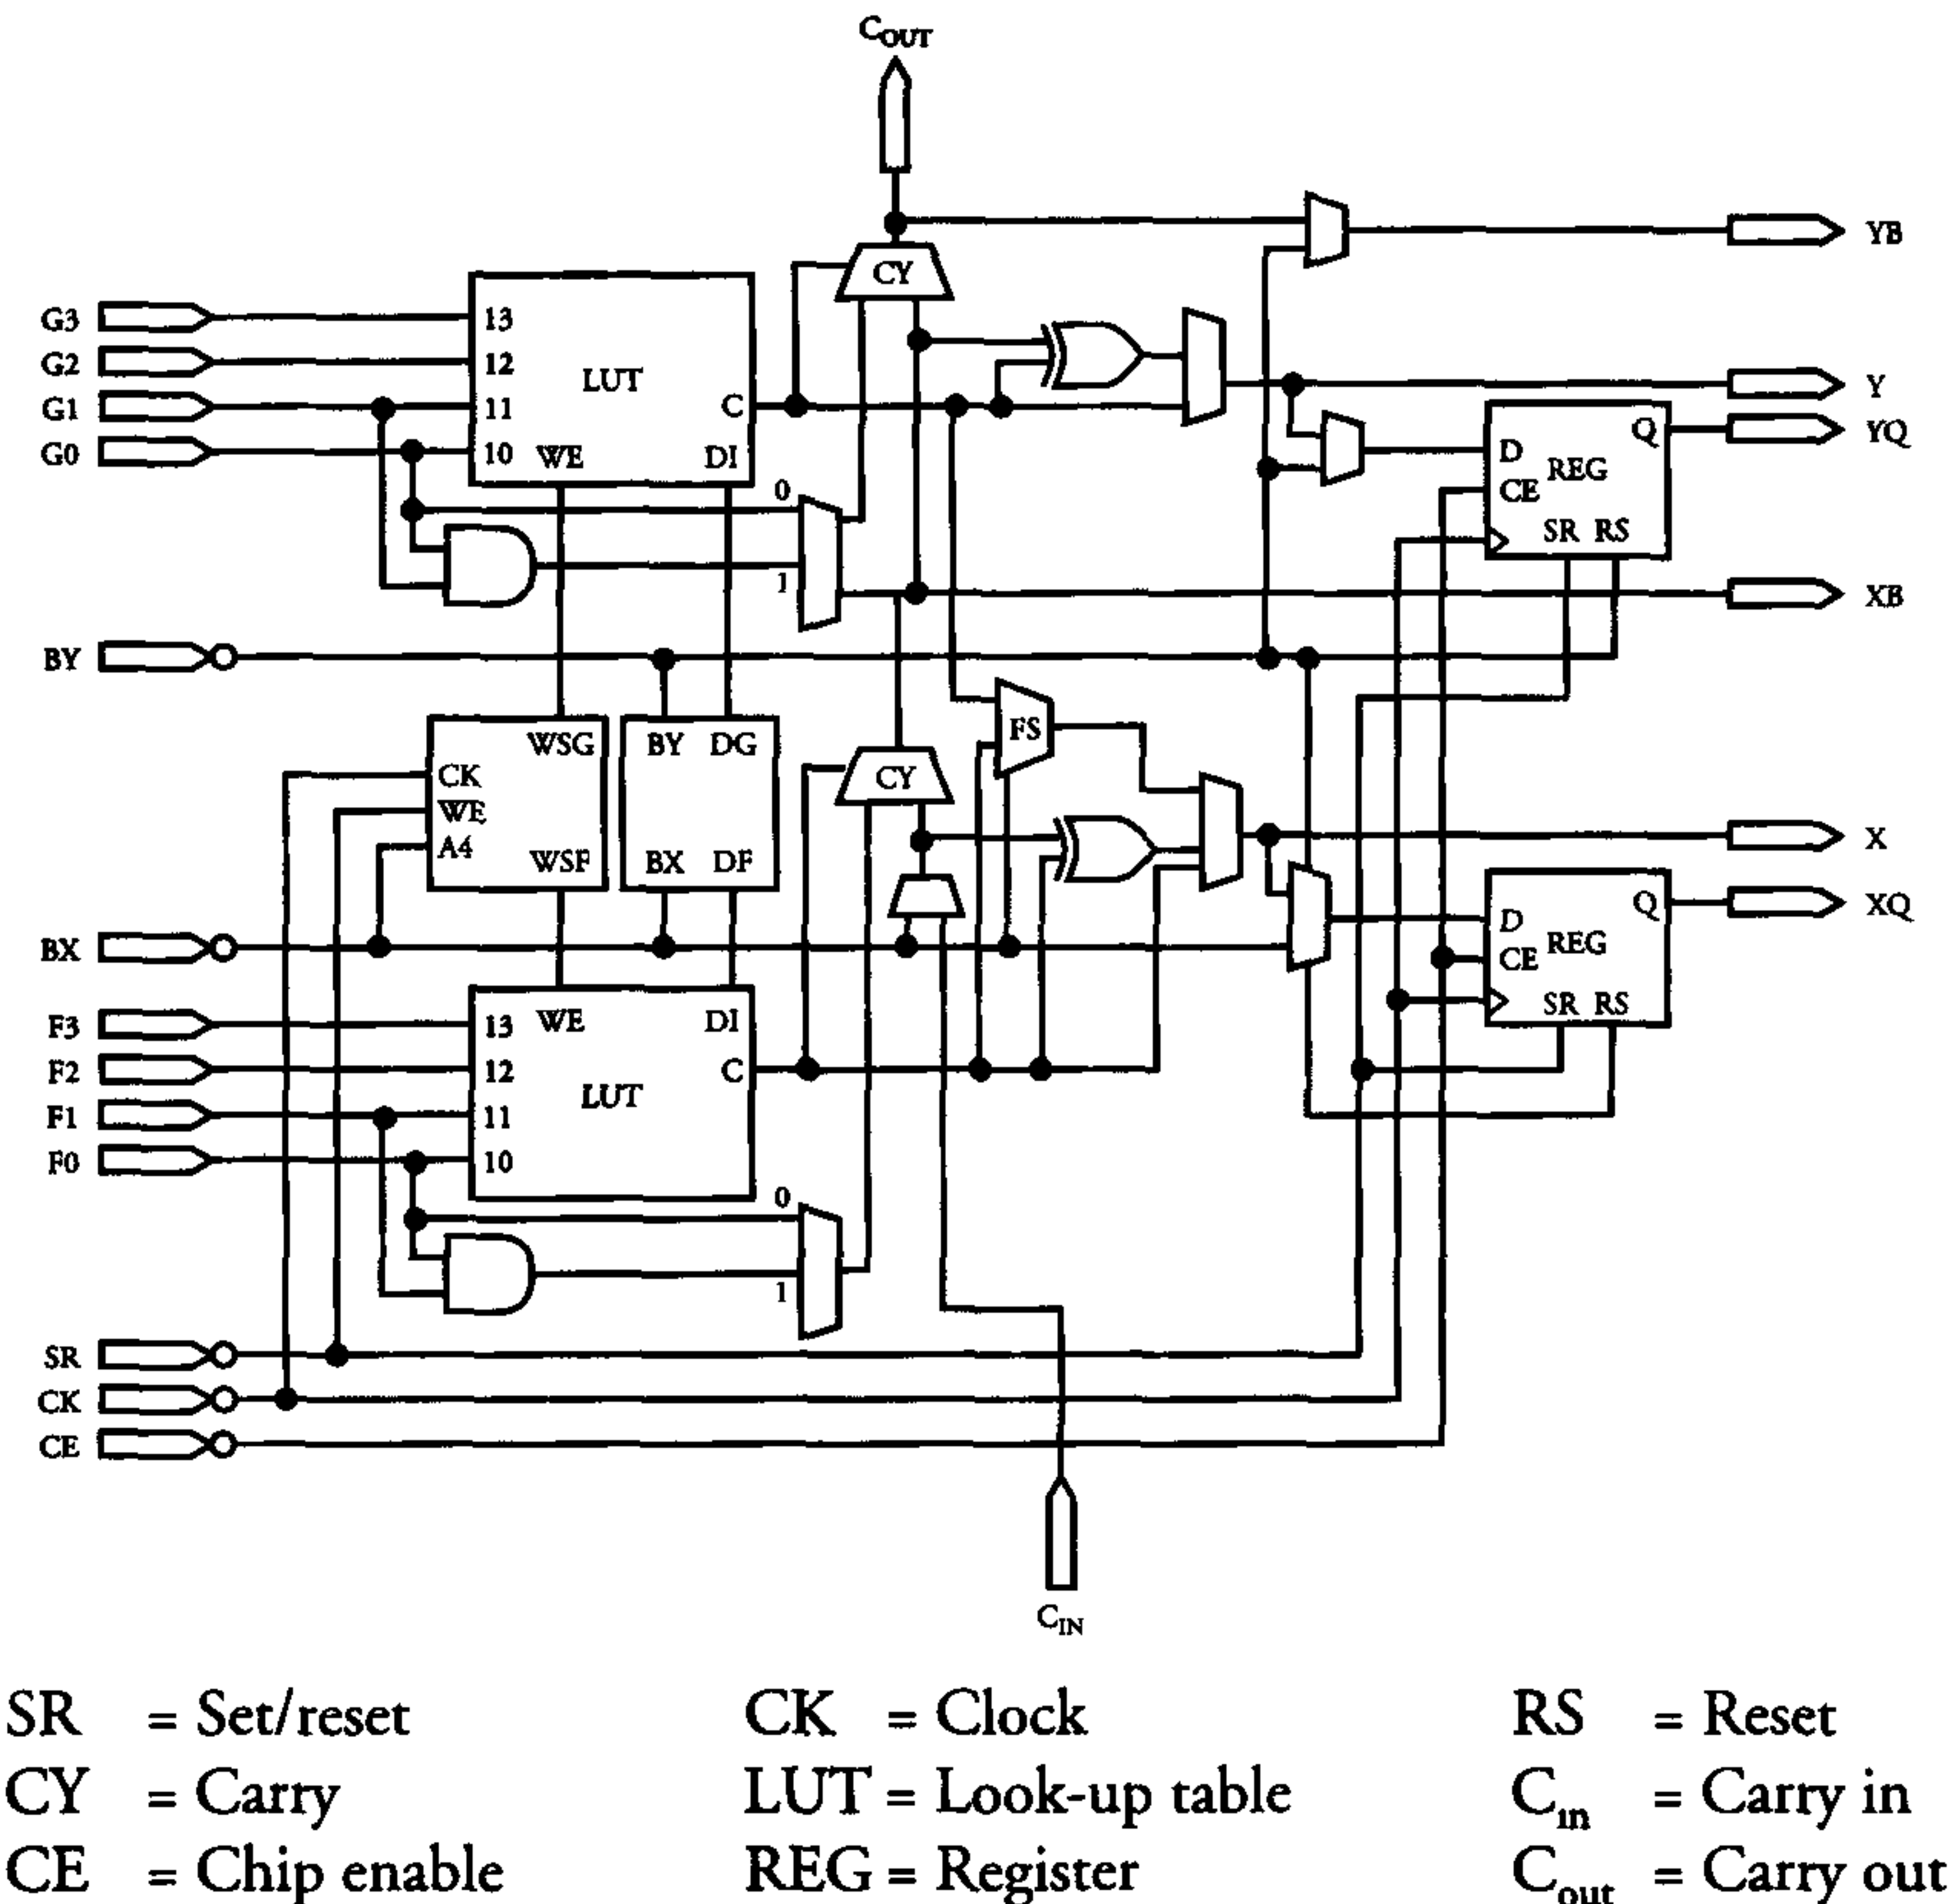 COUT
YB
CY
G3
13
G2
12
LUT
Y
G1
11
C
YQ
G0
10
WE
DI
Q
D
REG
CE
SR RS
0
1
XB
BY
FS
WSG
BY
DG
CK
CY
WE
A4
WSF
BX
DF
X
Q
XQ
D
BX
REG
CE
SR RS
F3
13
WE
DI
F2
12
C
F1
11
LUT
F0
10
0
1
SR
CK
CE
CIN
SR = Set/reset CK = Clock RS = Reset
CY = Carry LUT = Look-up table Cin = Carry in
CE = Chip enable REG = Register Cout = Carry out